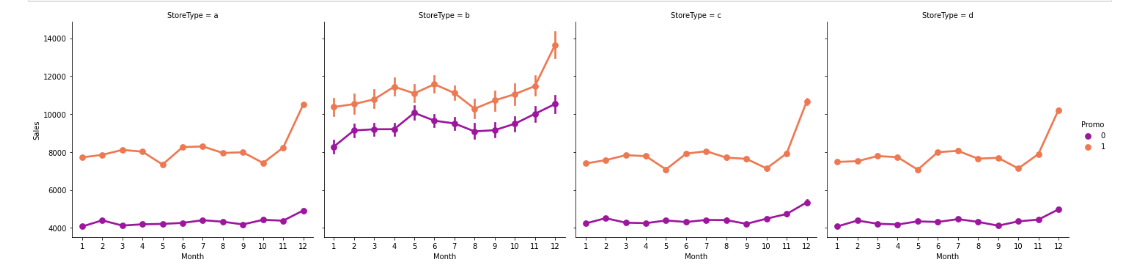 StoreType = a
StoreType = b
StoreType = c
StoreType = d
Sales
14000
12000
10000
8000
6000
4000
1 2 3 4 5 6 7 8 9 10 11 12
1 2 3 4 5 6 7 8 9 10 11 12
1 2 3 4 5 6 7 8 9 10 11 12
1 2 3 4 5 6 7 8 9 10 11 12
Month
Month
Month
Month
Promo
0
1